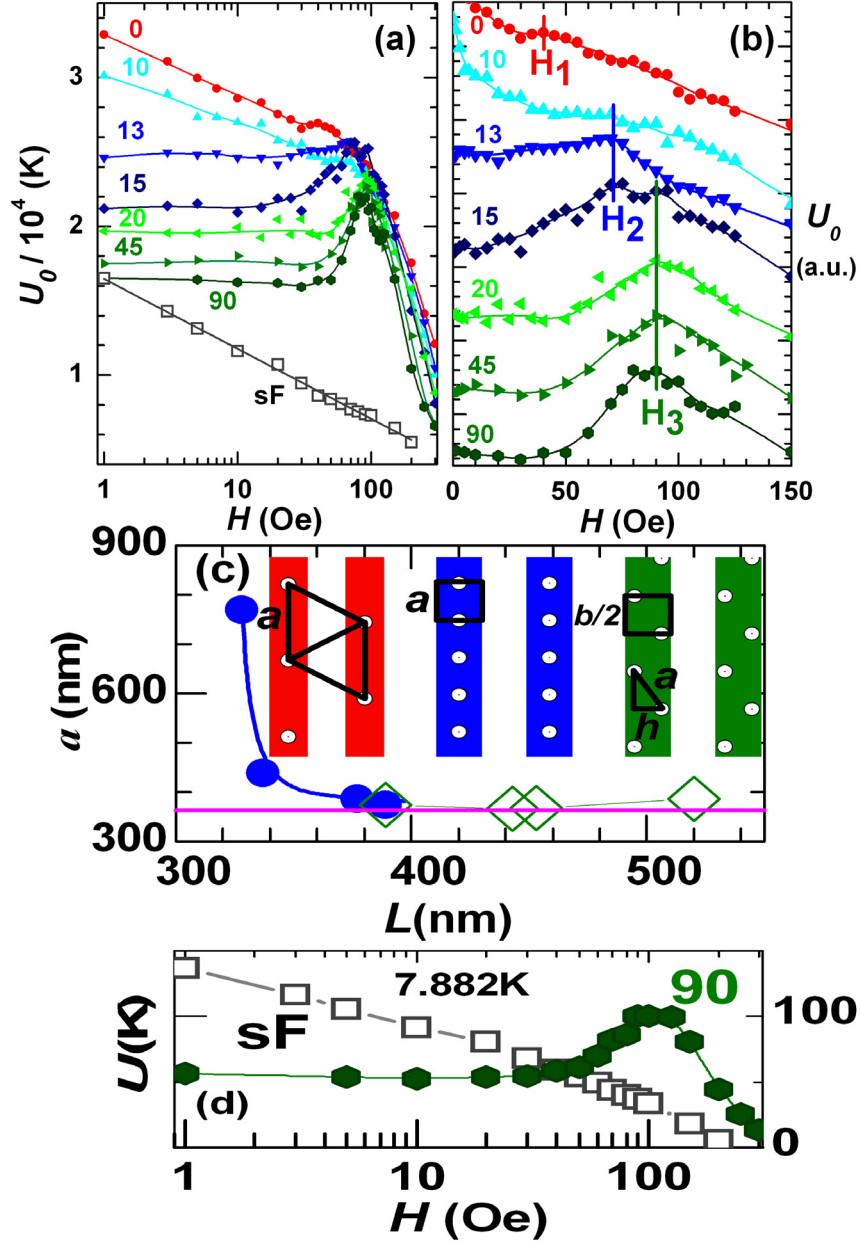 (a)
0
10
13
15
20
45
90
sF
3
2
1
U0 / 10^4 (K)
1 10 100
H (Oe)
(b)
0
10
13
15
20
45
90
H1
H2
H3
U0
(a.u.)
0 50 100 150
H (Oe)
(c)
900
600
300
a (nm)
a
a
b/2
a
h
300 400 500
L(nm)
(d)
7.882K
sF
90
U(K)
100
0
1 10 100
H (Oe)